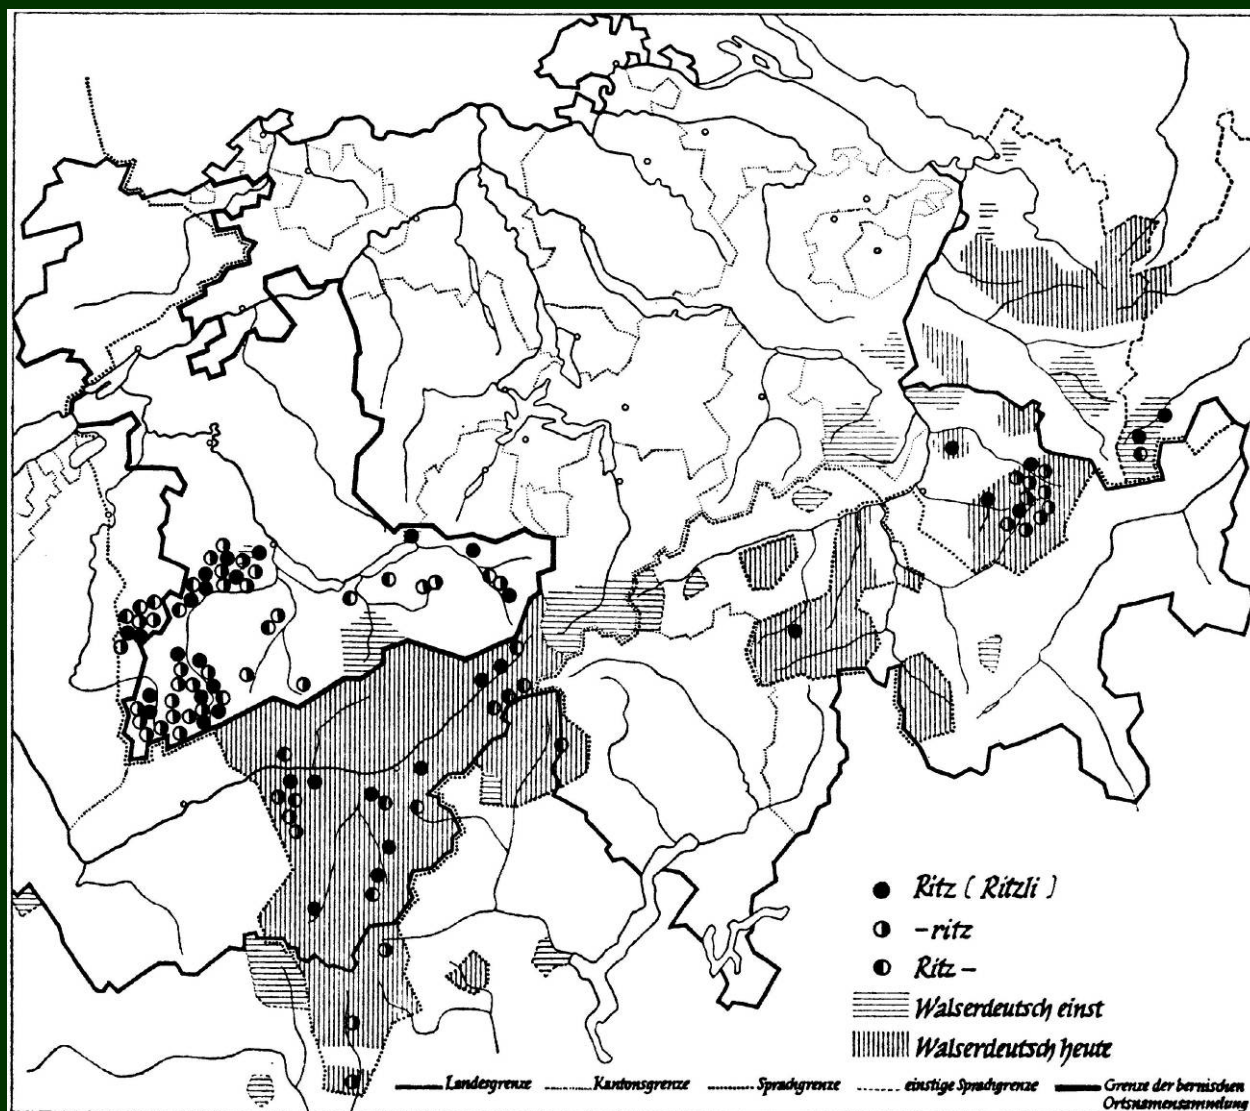 Ritz ( Ritzli )
-ritz
Ritz -
Walserdeutsch einst
Walserdeutsch heute
Landesgrenze Kantonsgrenze Sprachgrenze einstige Sprachgrenze Grenze der bernischen
Ortsnamensammlung